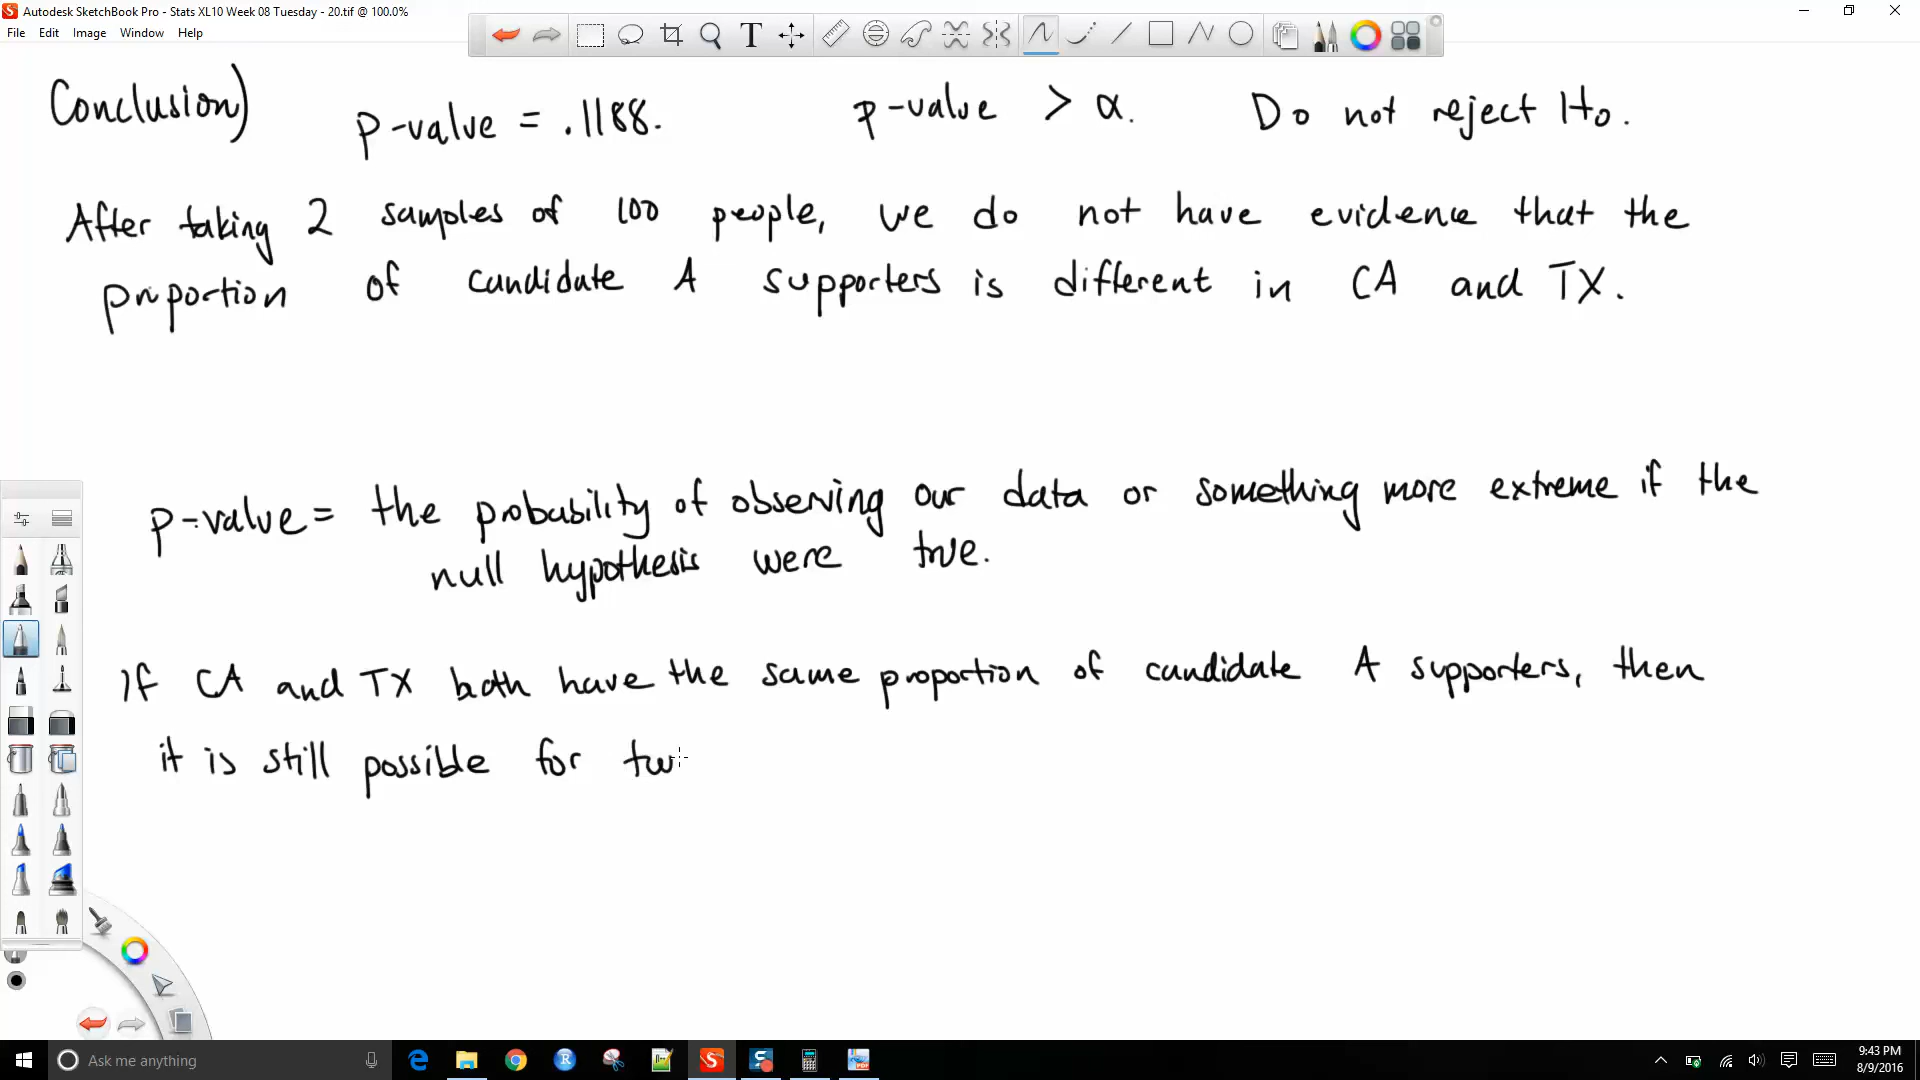 Autodesk SketchBook Pro - Stats XL10 Week 08 Tuesday - 20.tif @ 100.0%
File Edit Image Window Help
Conclusion) p-value = .1188. p-value > α. Do not reject H₀.
After taking 2 samples of 100 people, we do not have evidence that the
proportion of candidate A supporters is different in CA and TX.
p-value = the probability of observing our data or something more extreme if the
null hypothesis were true.
If CA and TX both have the same proportion of candidate A supporters, then
it is still possible for tw
Ask me anything
9:43 PM
8/9/2016